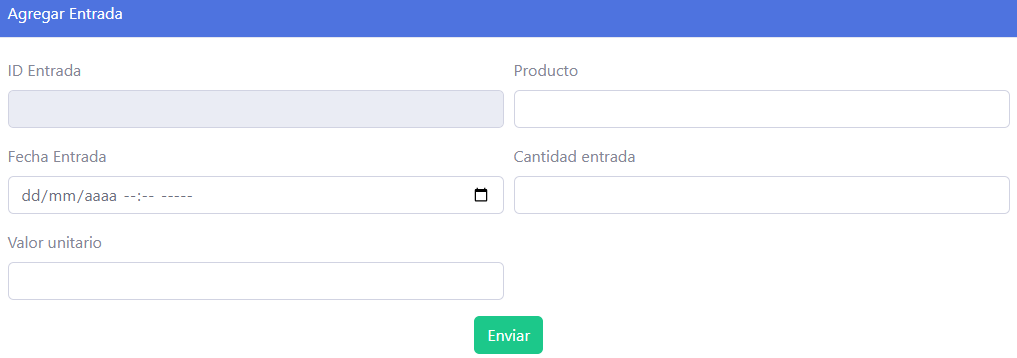 Agregar Entrada
ID Entrada
Producto
Fecha Entrada
Cantidad entrada
dd/mm/aaaa --:-- -----
Valor unitario
Enviar